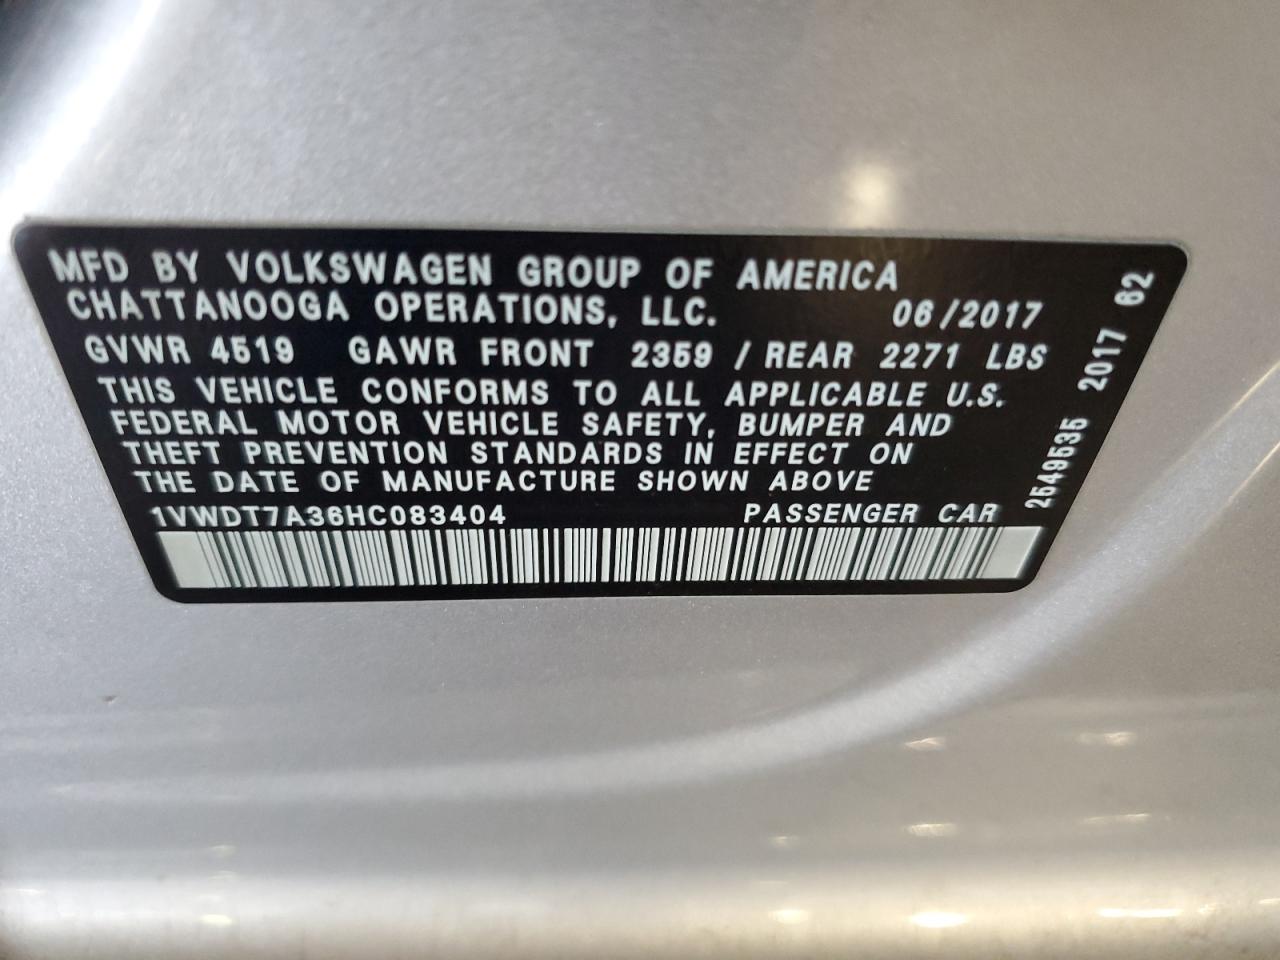 MFD BY VOLKSWAGEN GROUP OF AMERICA
CHATTANOOGA OPERATIONS, LLC. 06/2017
GVWR 4519 GAWR FRONT 2359 / REAR 2271 LBS
THIS VEHICLE CONFORMS TO ALL APPLICABLE U.S.
FEDERAL MOTOR VEHICLE SAFETY, BUMPER AND
THEFT PREVENTION STANDARDS IN EFFECT ON
THE DATE OF MANUFACTURE SHOWN ABOVE
1VWDT7A36HC083404 PASSENGER CAR
2549535 2017 62